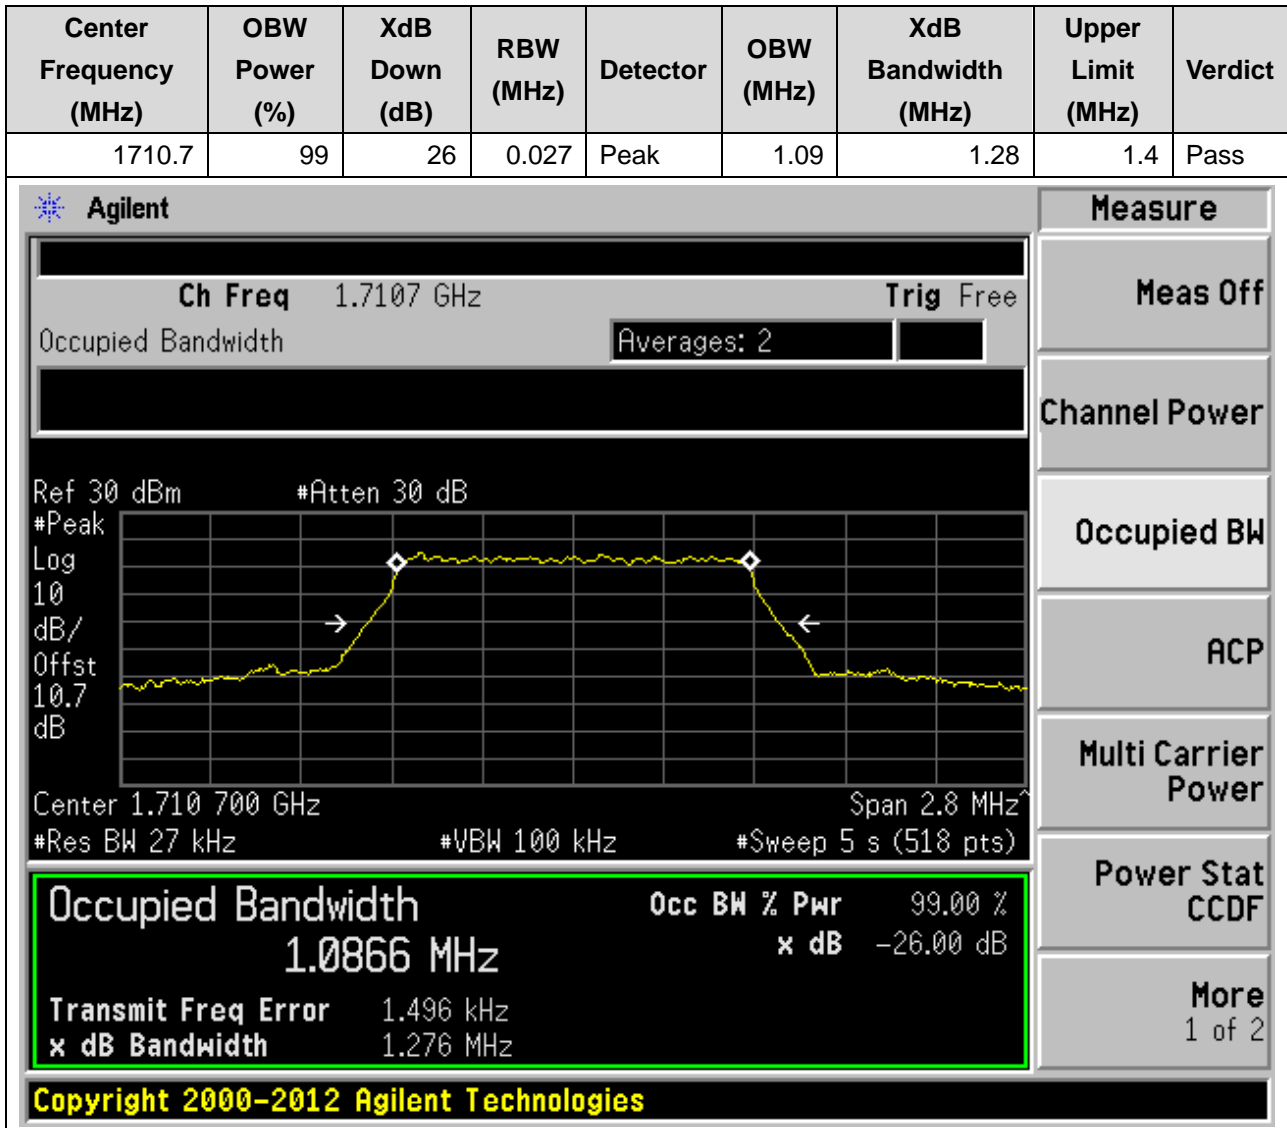 Center Frequency (MHz) OBW Power (%) XdB Down (dB) RBW (MHz) Detector OBW (MHz) XdB Bandwidth (MHz) Upper Limit (MHz) Verdict
1710.7 99 26 0.027 Peak 1.09 1.28 1.4 Pass
Agilent
Measure
Ch Freq 1.7107 GHz Trig Free
Occupied Bandwidth Averages: 2
Meas Off
Channel Power
Occupied BW
ACP
Multi Carrier
Power
Power Stat
CCDF
More
1 of 2
Ref 30 dBm #Atten 30 dB
#Peak
Log
10
dB/
Offst
10.7
dB
Center 1.710 700 GHz Span 2.8 MHz^
#Res BW 27 kHz #VBW 100 kHz #Sweep 5 s (518 pts)
Occupied Bandwidth Occ BW % Pwr 99.00 %
1.0866 MHz x dB -26.00 dB
Transmit Freq Error 1.496 kHz
x dB Bandwidth 1.276 MHz
Copyright 2000-2012 Agilent Technologies